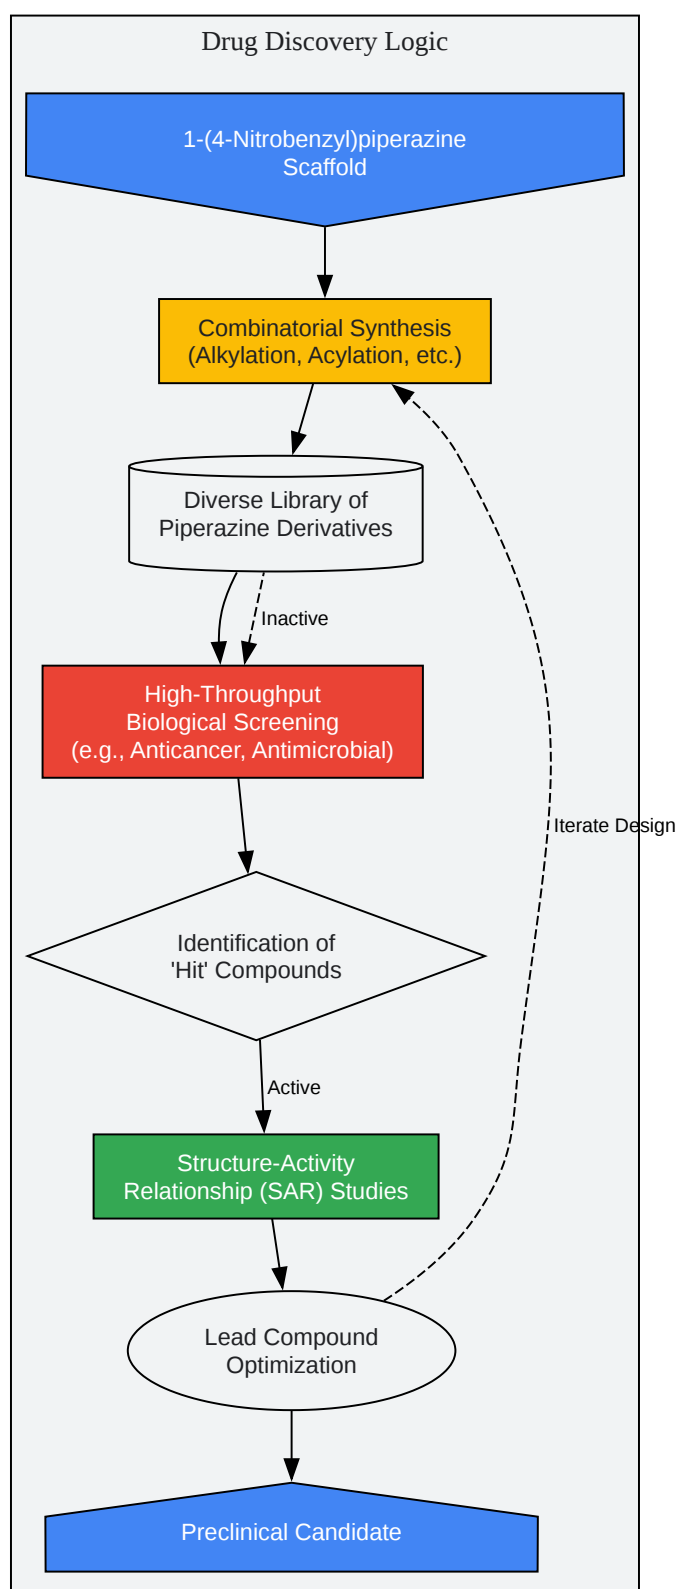 Drug Discovery Logic
1-(4-Nitrobenzyl)piperazine
Scaffold
Combinatorial Synthesis
(Alkylation, Acylation, etc.)
Diverse Library of
Piperazine Derivatives
Inactive
High-Throughput
Biological Screening
(e.g., Anticancer, Antimicrobial)
Iterate Design
Identification of
'Hit' Compounds
Active
Structure-Activity
Relationship (SAR) Studies
Lead Compound
Optimization
Preclinical Candidate